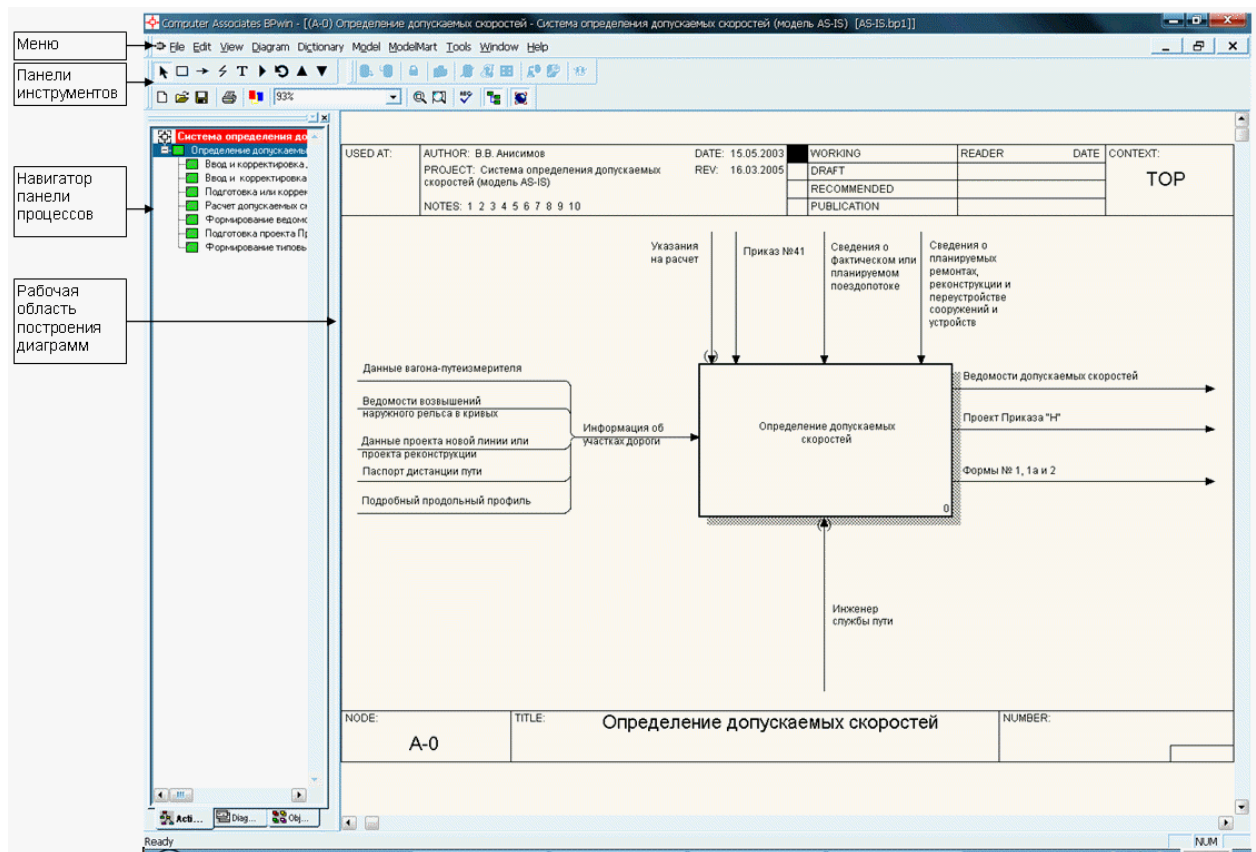 Computer Associates BPwin - [(A-0) Определение допускаемых скоростей - Система определения допускаемых скоростей (модель AS-IS) [AS-IS.bp1]]
Меню
File Edit View Diagram Dictionary Model ModelMart Tools Window Help
Панели
инструментов
93%
Система определения до
Определение допускаемы
Ввод и корректировка
Ввод и корректировка
Подготовка или коррек
Расчет допускаемых ск
Формирование ведомо
Подготовка проекта Пр
Формирование типовь
Навигатор
панели
процессов
Рабочая
область
построения
диаграмм
USED AT:
AUTHOR: В.В. Анисимов
DATE: 15.05.2003
PROJECT: Система определения допускаемых
скоростей (модель AS-IS)
REV: 16.03.2005
NOTES: 1 2 3 4 5 6 7 8 9 10
WORKING
DRAFT
RECOMMENDED
PUBLICATION
READER
DATE
CONTEXT:
TOP
Указания
на расчет
Приказ №41
Сведения о
фактическом или
планируемом
поездопотоке
Сведения о
планируемых
ремонтах,
реконструкции и
переустройстве
сооружений и
устройств
Данные вагона-путеизмерителя
Ведомости возвышений
наружного рельса в кривых
Данные проекта новой линии или
проекта реконструкции
Паспорт дистанции пути
Подробный продольный профиль
Информация об
участках дороги
Определение допускаемых
скоростей
0
Ведомости допускаемых скоростей
Проект Приказа "Н"
Формы № 1, 1а и 2
Инженер
службы пути
NODE:
A-0
TITLE:
Определение допускаемых скоростей
NUMBER:
Acti...
Diag...
Obj...
Ready
NUM